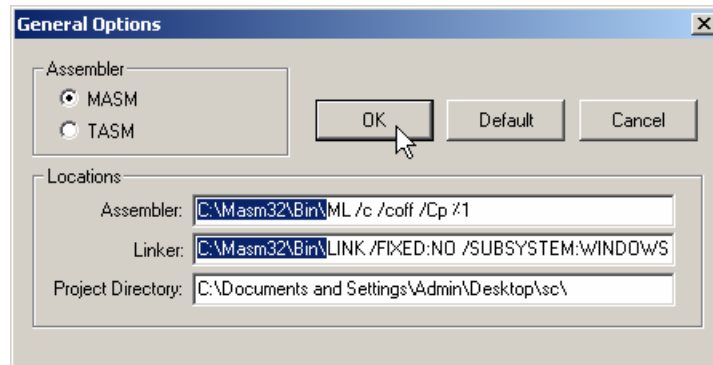 General Options
Assembler
MASM
TASM
OK
Default
Cancel
Locations
Assembler: C:\Masm32\Bin\ML /c /coff /Cp %1
Linker: C:\Masm32\Bin\LINK /FIXED:NO /SUBSYSTEM:WINDOWS
Project Directory: C:\Documents and Settings\Admin\Desktop\sc\